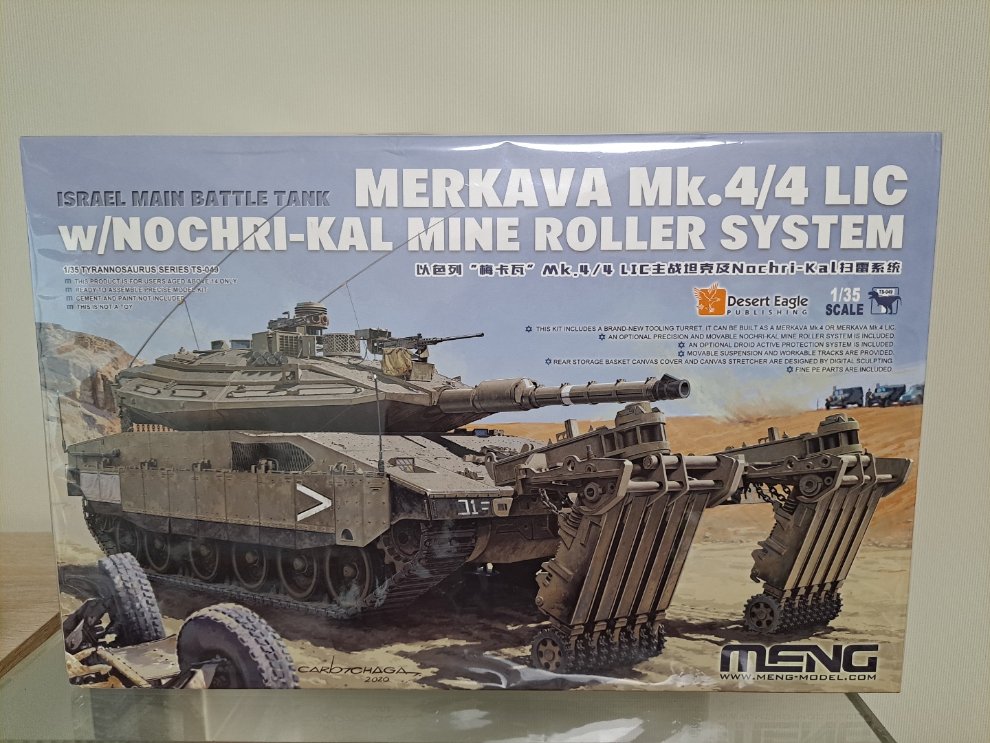 ISRAEL MAIN BATTLE TANK MERKAVA Mk.4/4 LIC
w/NOCHRI-KAL MINE ROLLER SYSTEM
以色列 "梅卡瓦" Mk.4/4 LIC主战坦克及Nochri-Kal扫雷系统
1/35 TYRANNOSAURUS SERIES TS-049
THIS PRODUCT IS FOR USERS AGED ABOVE 14 ONLY
READY TO ASSEMBLE PRECISE MODEL KIT
CEMENT AND PAINT NOT INCLUDED
THIS IS NOT A TOY
Desert Eagle
PUBLISHING
1/35
SCALE
TS-049
THIS KIT INCLUDES A BRAND-NEW TOOLING TURRET. IT CAN BE BUILT AS A MERKAVA Mk.4 OR MERKAVA Mk.4 LIC.
AN OPTIONAL PRECISION AND MOVABLE NOCHRI-KAL MINE ROLLER SYSTEM IS INCLUDED.
AN OPTIONAL DROID ACTIVE PROTECTION SYSTEM IS INCLUDED.
MOVABLE SUSPENSION AND WORKABLE TRACKS ARE PROVIDED.
REAR STORAGE BASKET CANVAS COVER AND CANVAS STRETCHER ARE DESIGNED BY DIGITAL SCULPTING.
FINE PE PARTS ARE INCLUDED.
2020
MENG
WWW.MENG-MODEL.COM